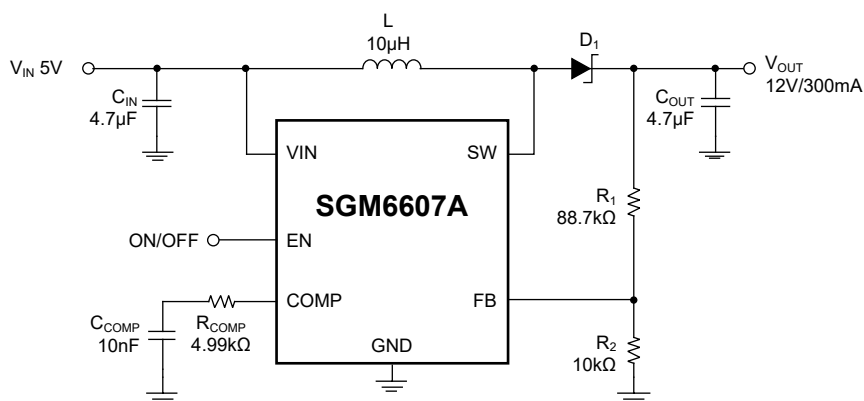 L
10µH
D1
VIN 5V
VOUT
12V/300mA
CIN
4.7µF
COUT
4.7µF
VIN
SW
SGM6607A
R1
88.7kΩ
ON/OFF
EN
COMP
FB
CCOMP
10nF
RCOMP
4.99kΩ
GND
R2
10kΩ